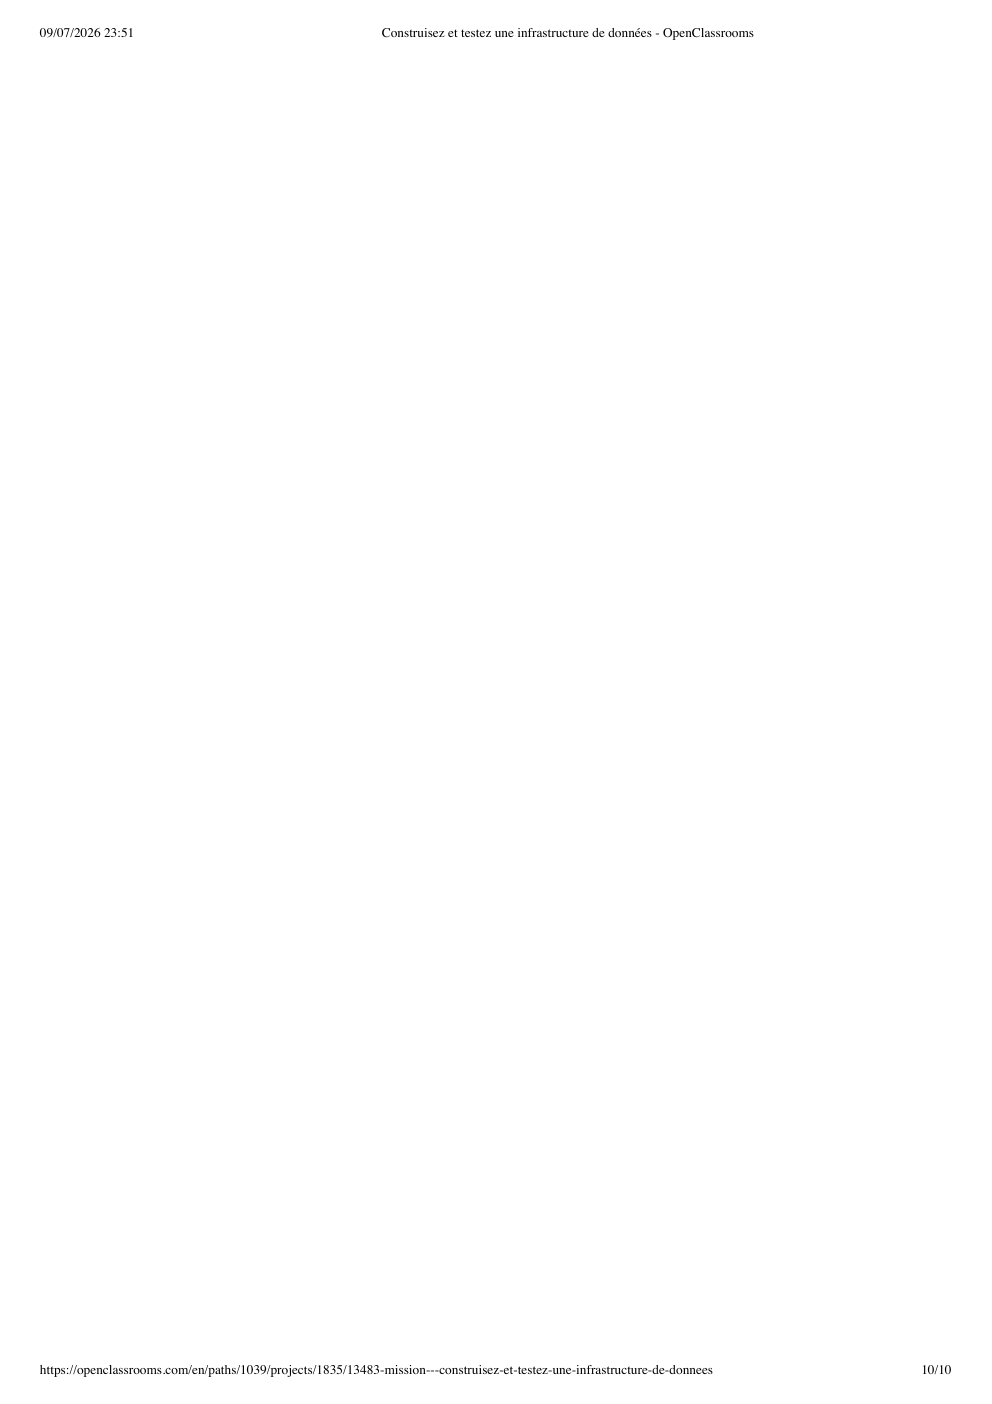 09/07/2026 23:51
Construisez et testez une infrastructure de données - OpenClassrooms
https://openclassrooms.com/en/paths/1039/projects/1835/13483-mission---construisez-et-testez-une-infrastructure-de-donnees
10/10